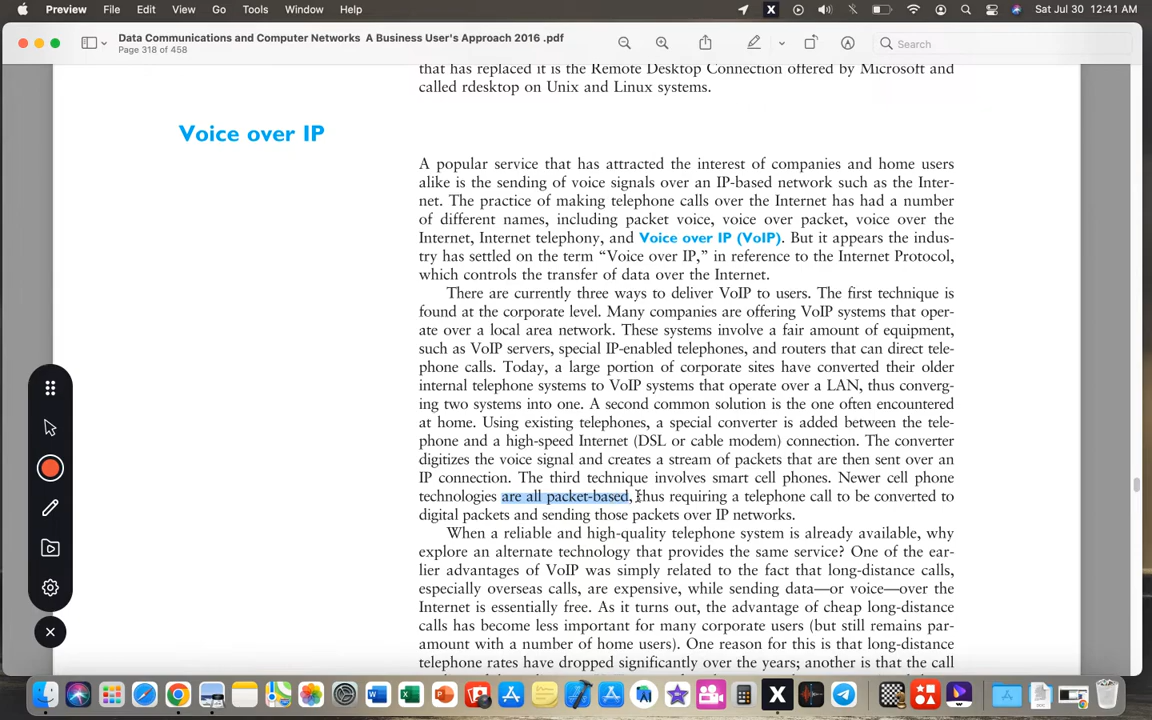 Preview File Edit View Go Tools Window Help X Sat Jul 30 12:41 AM
Data Communications and Computer Networks A Business User's Approach 2016 .pdf
Page 318 of 458
Search
that has replaced it is the Remote Desktop Connection offered by Microsoft and
called rdesktop on Unix and Linux systems.
Voice over IP
A popular service that has attracted the interest of companies and home users
alike is the sending of voice signals over an IP-based network such as the Inter-
net. The practice of making telephone calls over the Internet has had a number
of different names, including packet voice, voice over packet, voice over the
Internet, Internet telephony, and Voice over IP (VoIP). But it appears the indus-
try has settled on the term “Voice over IP,” in reference to the Internet Protocol,
which controls the transfer of data over the Internet.
There are currently three ways to deliver VoIP to users. The first technique is
found at the corporate level. Many companies are offering VoIP systems that oper-
ate over a local area network. These systems involve a fair amount of equipment,
such as VoIP servers, special IP-enabled telephones, and routers that can direct tele-
phone calls. Today, a large portion of corporate sites have converted their older
internal telephone systems to VoIP systems that operate over a LAN, thus converg-
ing two systems into one. A second common solution is the one often encountered
at home. Using existing telephones, a special converter is added between the tele-
phone and a high-speed Internet (DSL or cable modem) connection. The converter
digitizes the voice signal and creates a stream of packets that are then sent over an
IP connection. The third technique involves smart cell phones. Newer cell phone
technologies are all packet-based, thus requiring a telephone call to be converted to
digital packets and sending those packets over IP networks.
When a reliable and high-quality telephone system is already available, why
explore an alternate technology that provides the same service? One of the ear-
lier advantages of VoIP was simply related to the fact that long-distance calls,
especially overseas calls, are expensive, while sending data—or voice—over the
Internet is essentially free. As it turns out, the advantage of cheap long-distance
calls has become less important for many corporate users (but still remains par-
amount with a number of home users). One reason for this is that long-distance
telephone rates have dropped significantly over the years; another is that the call